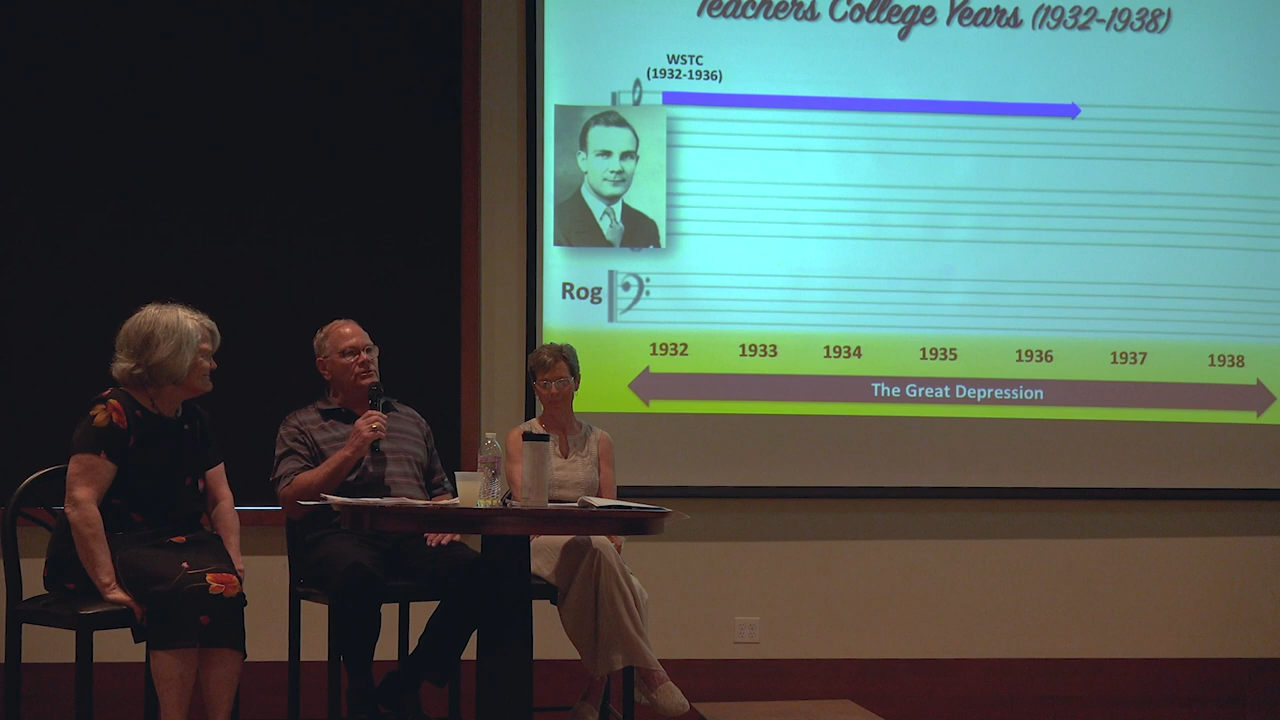 Teachers College Years (1932-1938)
WSTC
(1932-1936)
Rog
1932 1933 1934 1935 1936 1937 1938
The Great Depression